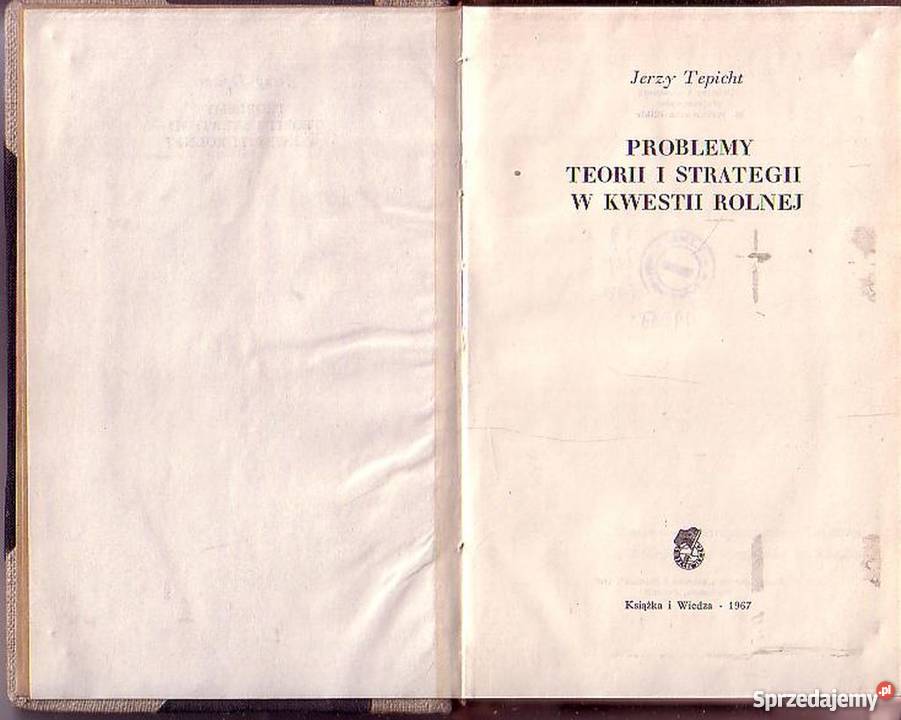 Jerzy Tepicht
PROBLEMY
TEORII I STRATEGII
W KWESTII ROLNEJ
Książka i Wiedza - 1967
Sprzedajemy.pl